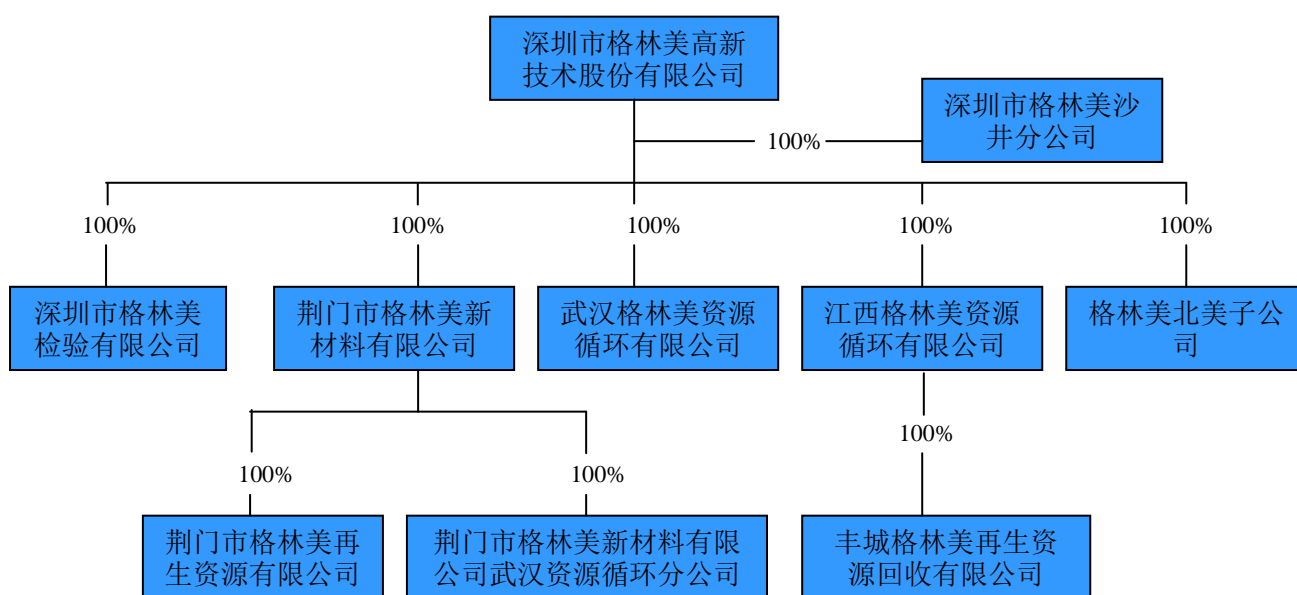 深圳市格林美高新
技术股份有限公司
深圳市格林美沙
井分公司
100%
100%
100%
100%
100%
100%
深圳市格林美
检验有限公司
荆门市格林美新
材料有限公司
武汉格林美资源
循环有限公司
江西格林美资源
循环有限公司
格林美北美子公
司
100%
100%
100%
荆门市格林美再
生资源有限公司
荆门市格林美新材料有限
公司武汉资源循环分公司
丰城格林美再生资
源回收有限公司